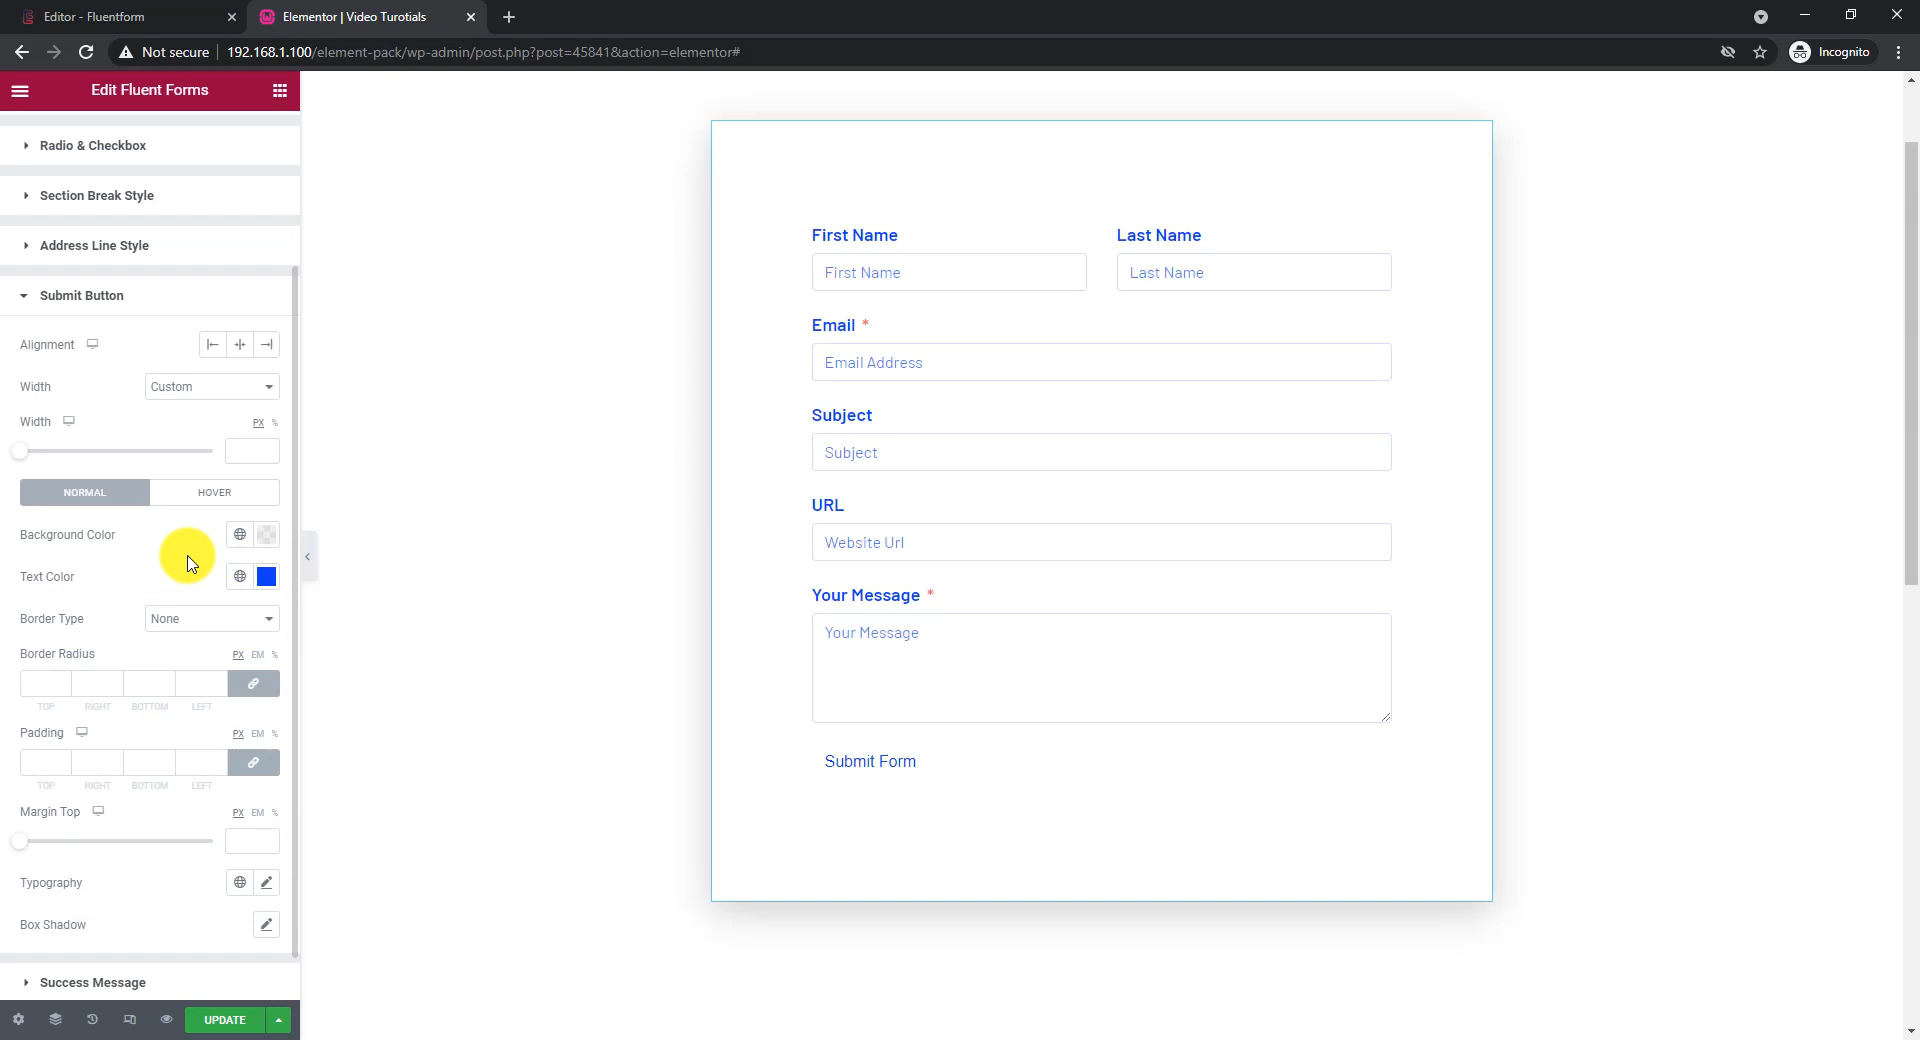 Editor - Fluentform
Elementor | Video Turotials
Not secure
192.168.1.100/element-pack/wp-admin/post.php?post=45841&action=elementor#
Incognito
Edit Fluent Forms
Radio & Checkbox
Section Break Style
Address Line Style
Submit Button
Alignment
Width
Custom
Width
PX %
NORMAL
HOVER
Background Color
Text Color
Border Type
None
Border Radius
PX EM %
TOP RIGHT BOTTOM LEFT
Padding
PX EM %
TOP RIGHT BOTTOM LEFT
Margin Top
PX EM %
Typography
Box Shadow
Success Message
UPDATE
First Name
Last Name
First Name
Last Name
Email *
Email Address
Subject
Subject
URL
Website Url
Your Message *
Your Message
Submit Form